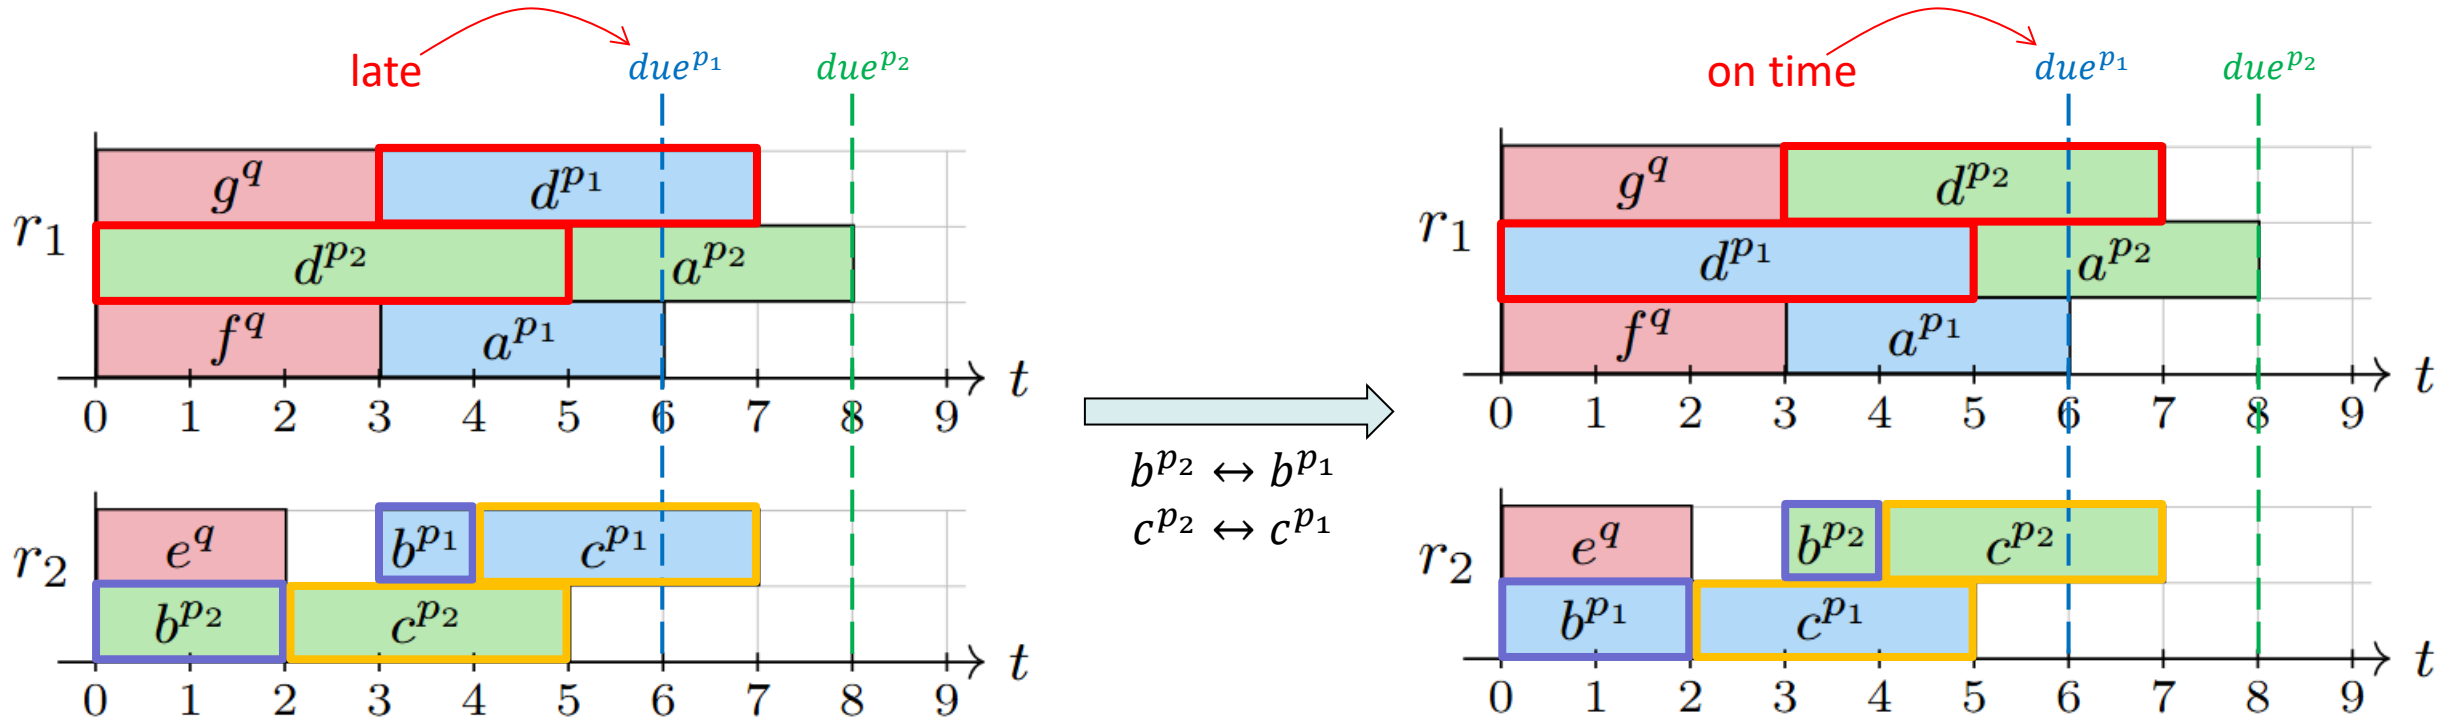 late due^{p_1} due^{p_2}
g^q d^{p_1}
r_1 d^{p_2} a^{p_2}
f^q a^{p_1}
t
0 1 2 3 4 5 6 7 8 9
e^q b^{p_1} c^{p_1}
r_2
b^{p_2} c^{p_2}
t
0 1 2 3 4 5 6 7 8 9
b^{p_2} ↔ b^{p_1}
c^{p_2} ↔ c^{p_1}
on time due^{p_1} due^{p_2}
g^q d^{p_2}
r_1 d^{p_1} a^{p_2}
f^q a^{p_1}
t
0 1 2 3 4 5 6 7 8 9
e^q b^{p_2} c^{p_2}
r_2
b^{p_1} c^{p_1}
t
0 1 2 3 4 5 6 7 8 9